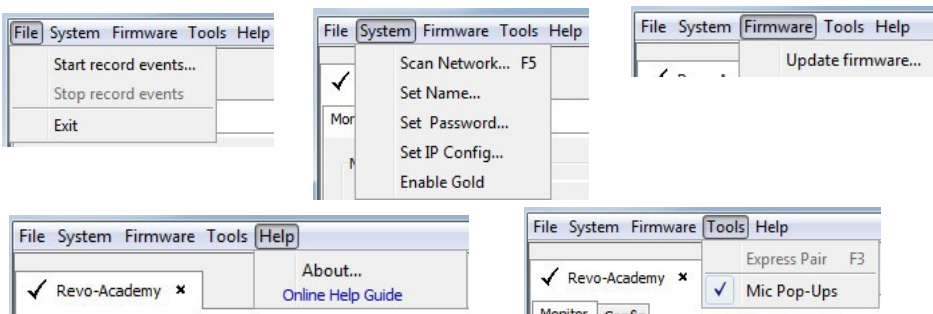 File System Firmware Tools Help
Start record events...
Stop record events
Exit
File System Firmware Tools Help
Scan Network... F5
Set Name...
Mor
Set Password...
Set IP Config...
Enable Gold
File System Firmware Tools Help
Update firmware...
File System Firmware Tools Help
About...
Revo-Academy ×
Online Help Guide
File System Firmware Tools Help
Express Pair F3
Revo-Academy ×
Mic Pop-Ups
Monitor